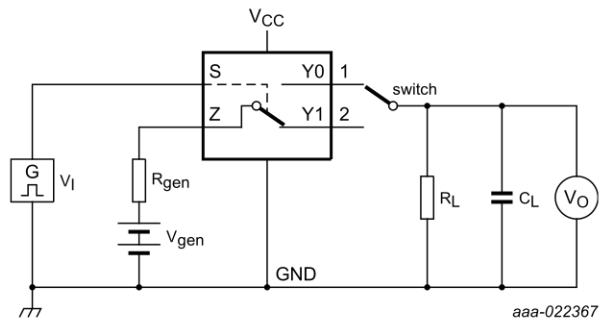 VCC
S Y0 1
switch
Z Y1 2
G
VI
Rgen
Vgen
RL
CL
VO
GND
aaa-022367